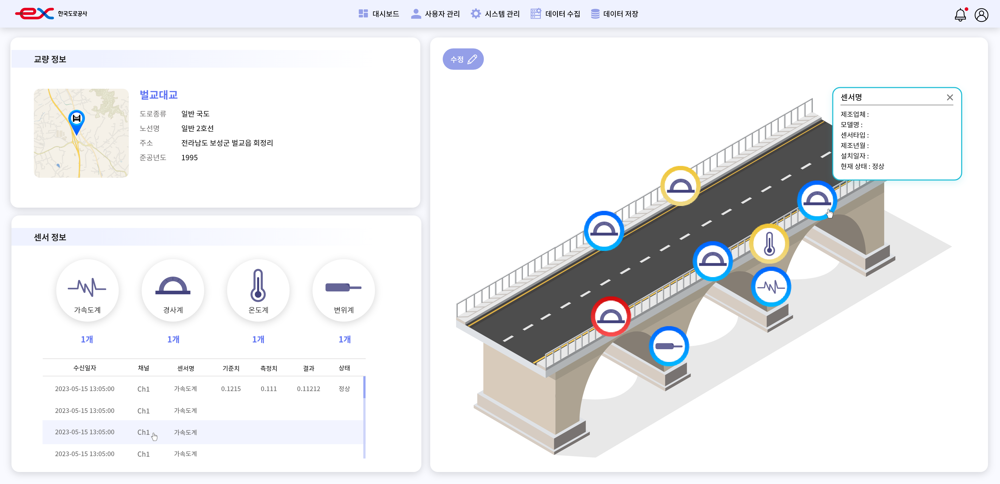 ex 한국도로공사
대시보드 사용자 관리 시스템 관리 데이터 수집 데이터 저장
교량 정보
벌교대교
도로종류 일반 국도
노선명 일반 2호선
주소 전라남도 보성군 벌교읍 회정리
준공년도 1995
센서 정보
가속도계 경사계 온도계 변위계
1개 1개 1개 1개
수신일자 채널 센서명 기준치 측정치 결과 상태
2023-05-15 13:05:00 Ch1 가속도계 0.1215 0.111 0.11212 정상
2023-05-15 13:05:00 Ch1 가속도계
2023-05-15 13:05:00 Ch1 가속도계
2023-05-15 13:05:00 Ch1 가속도계
수정
센서명
제조업체 :
모델명 :
센서타입 :
제조년월 :
설치일자 :
현재 상태 : 정상